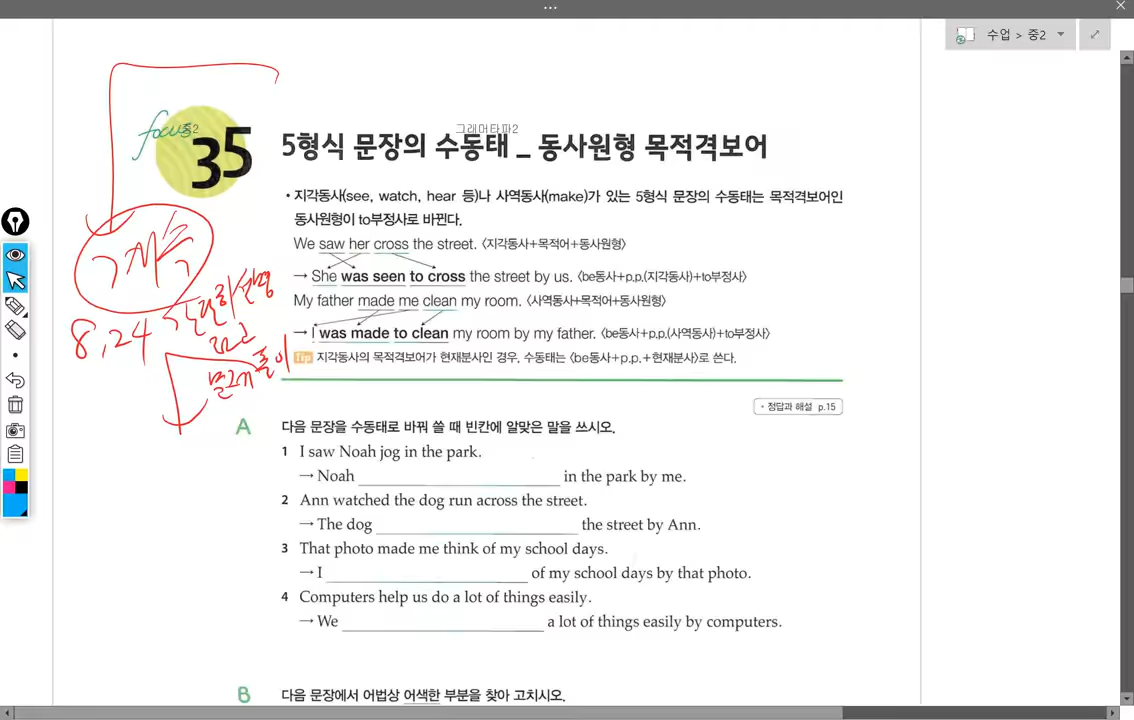 수업 > 중2
focus
중2
35
그래머타파2
5형식 문장의 수동태 _ 동사원형 목적격보어
• 지각동사(see, watch, hear 등)나 사역동사(make)가 있는 5형식 문장의 수동태는 목적격보어인
동사원형이 to부정사로 바뀐다.
We saw her cross the street. <지각동사+목적어+동사원형>
→ She was seen to cross the street by us. <be동사+p.p.(지각동사)+to부정사>
My father made me clean my room. <사역동사+목적어+동사원형>
→ I was made to clean my room by my father. <be동사+p.p.(사역동사)+to부정사>
Tip 지각동사의 목적격보어가 현재분사인 경우, 수동태는 <be동사+p.p.+현재분사>로 쓴다.
8,24
• 정답과 해설 p.15
A 다음 문장을 수동태로 바꿔 쓸 때 빈칸에 알맞은 말을 쓰시오.
1 I saw Noah jog in the park.
→ Noah ____ in the park by me.
2 Ann watched the dog run across the street.
→ The dog ____ the street by Ann.
3 That photo made me think of my school days.
→ I ____ of my school days by that photo.
4 Computers help us do a lot of things easily.
→ We ____ a lot of things easily by computers.
B 다음 문장에서 어법상 어색한 부분을 찾아 고치시오.